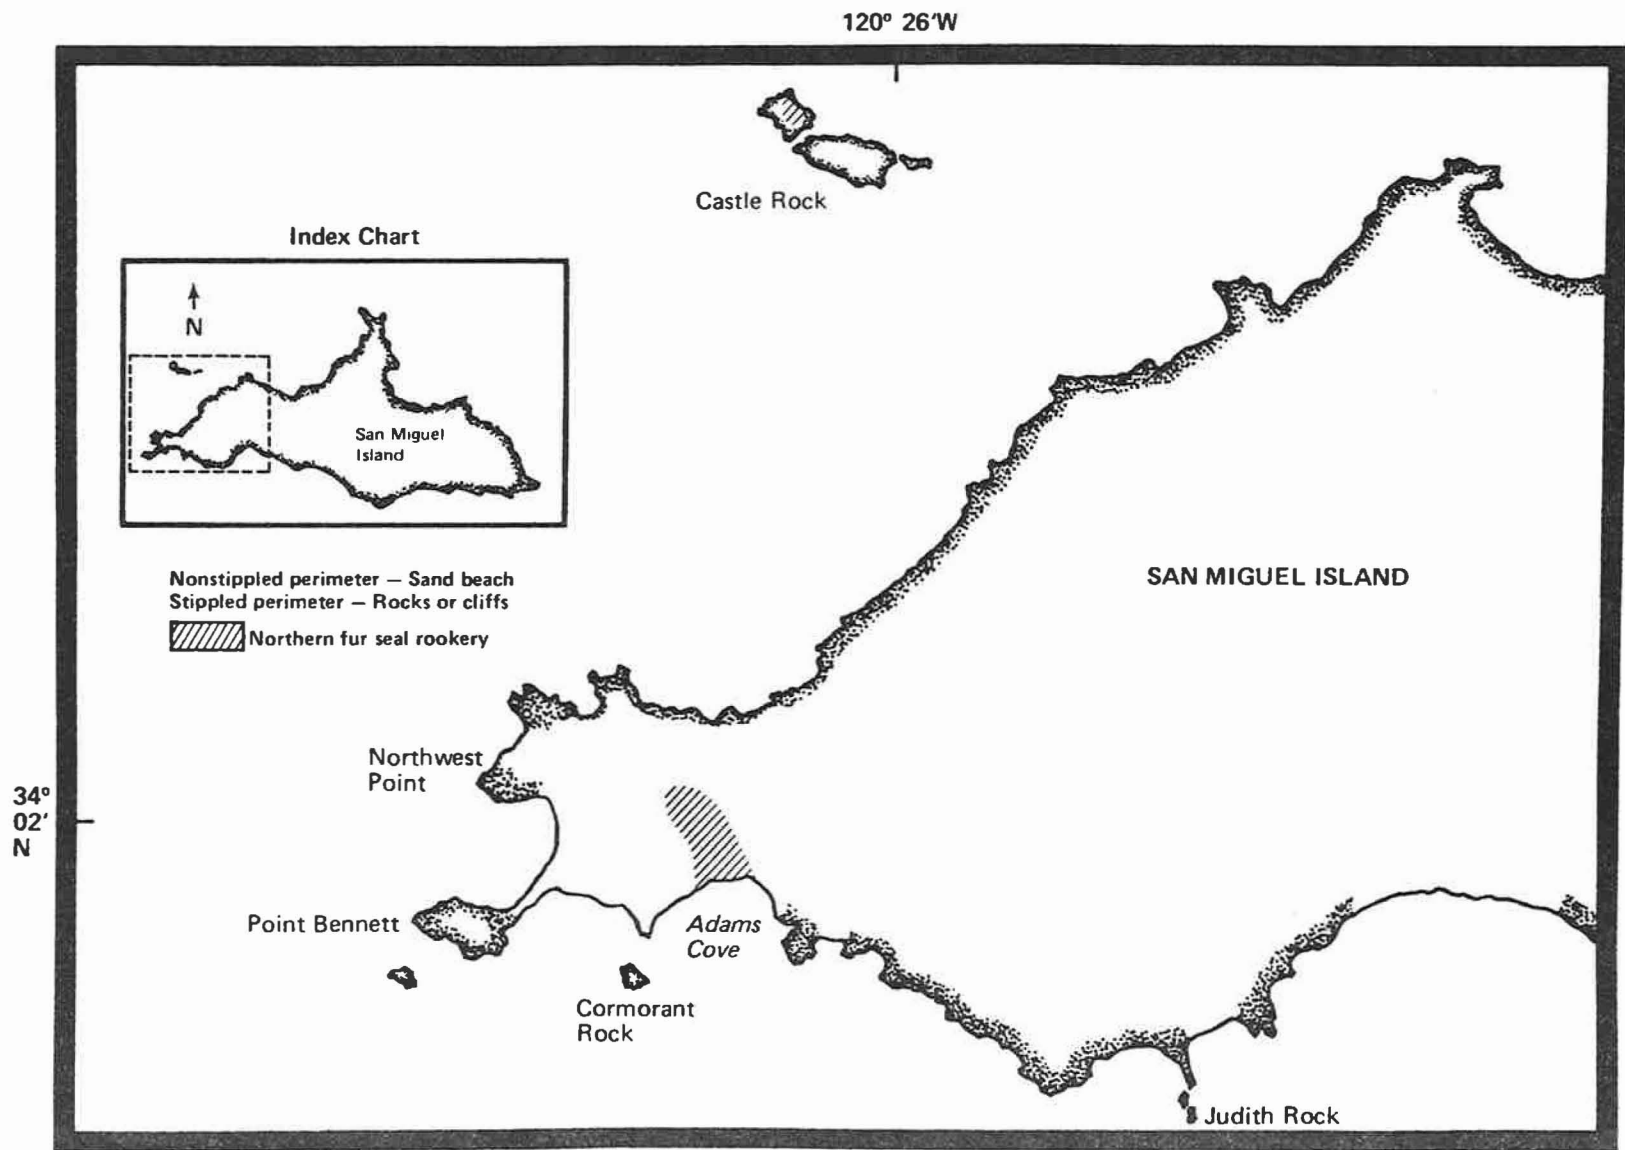 120° 26'W
Castle Rock
Index Chart
N
San Miguel
Island
Nonstippled perimeter — Sand beach
Stippled perimeter — Rocks or cliffs
Northern fur seal rookery
SAN MIGUEL ISLAND
Northwest
Point
34°
02'
N
Point Bennett
Adams
Cove
Cormorant
Rock
Judith Rock